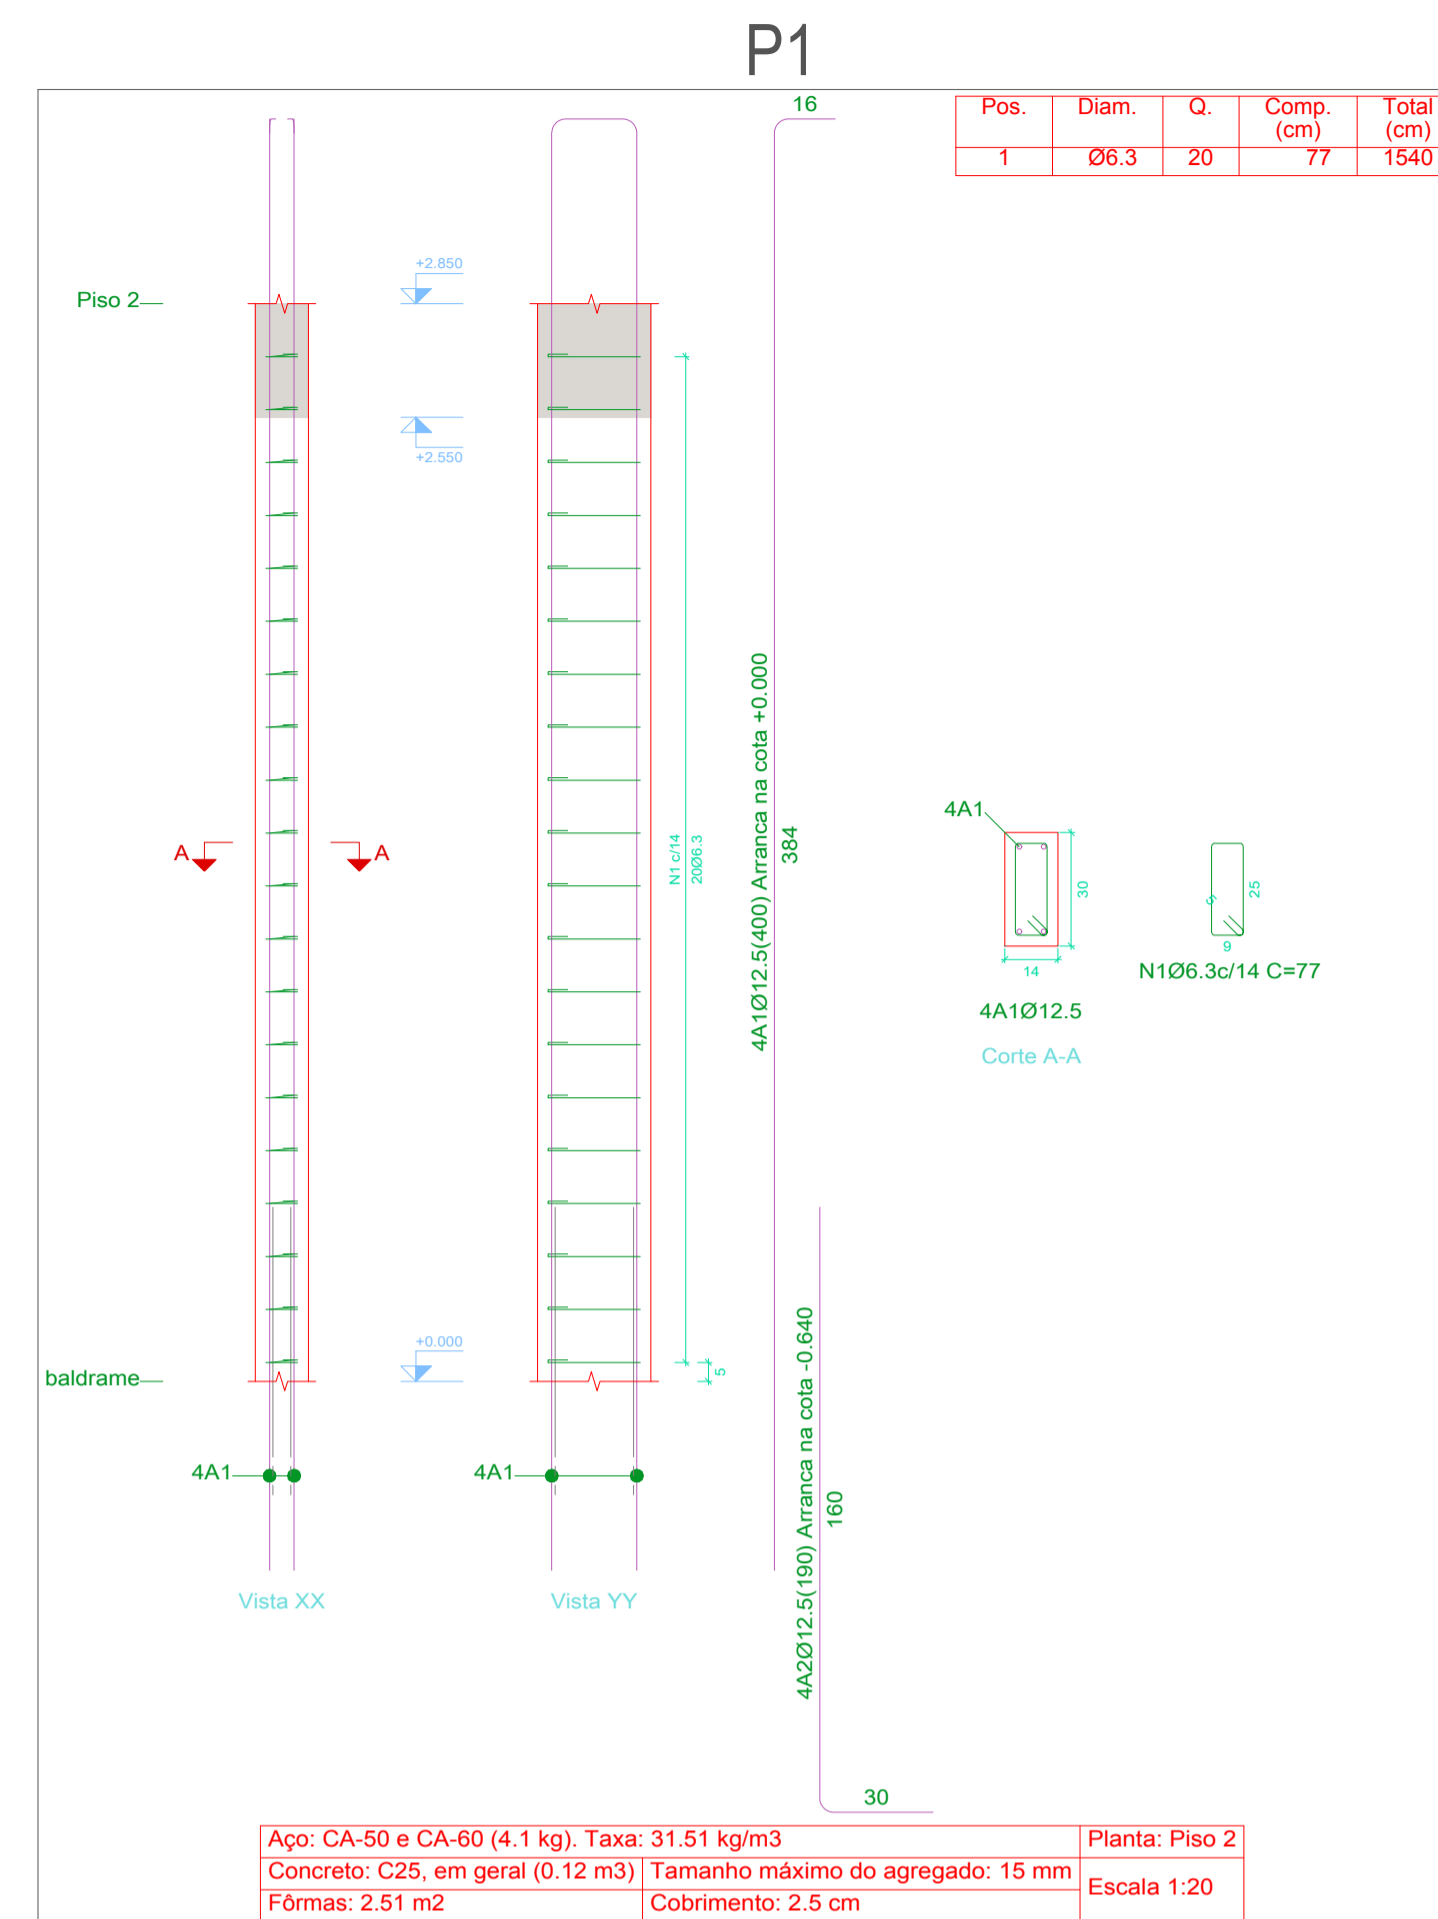 P1
Pos. Diam. Q. Comp. (cm) Total (cm)
1 Ø6.3 20 77 1540
16
+2.850
Piso 2
+2.550
4A1Ø12.5(400) Arranca na cota +0.000
384
N1 c/14
20Ø6.3
A A
4A1
30
14
4A1Ø12.5
Corte A-A
5
25
9
N1Ø6.3c/14 C=77
+0.000
baldrame
5
4A1
4A1
4A2Ø12.5(190) Arranca na cota -0.640
160
Vista XX
Vista YY
30
Aço: CA-50 e CA-60 (4.1 kg). Taxa: 31.51 kg/m3
Planta: Piso 2
Concreto: C25, em geral (0.12 m3)
Tamanho máximo do agregado: 15 mm
Escala 1:20
Fôrmas: 2.51 m2
Cobrimento: 2.5 cm